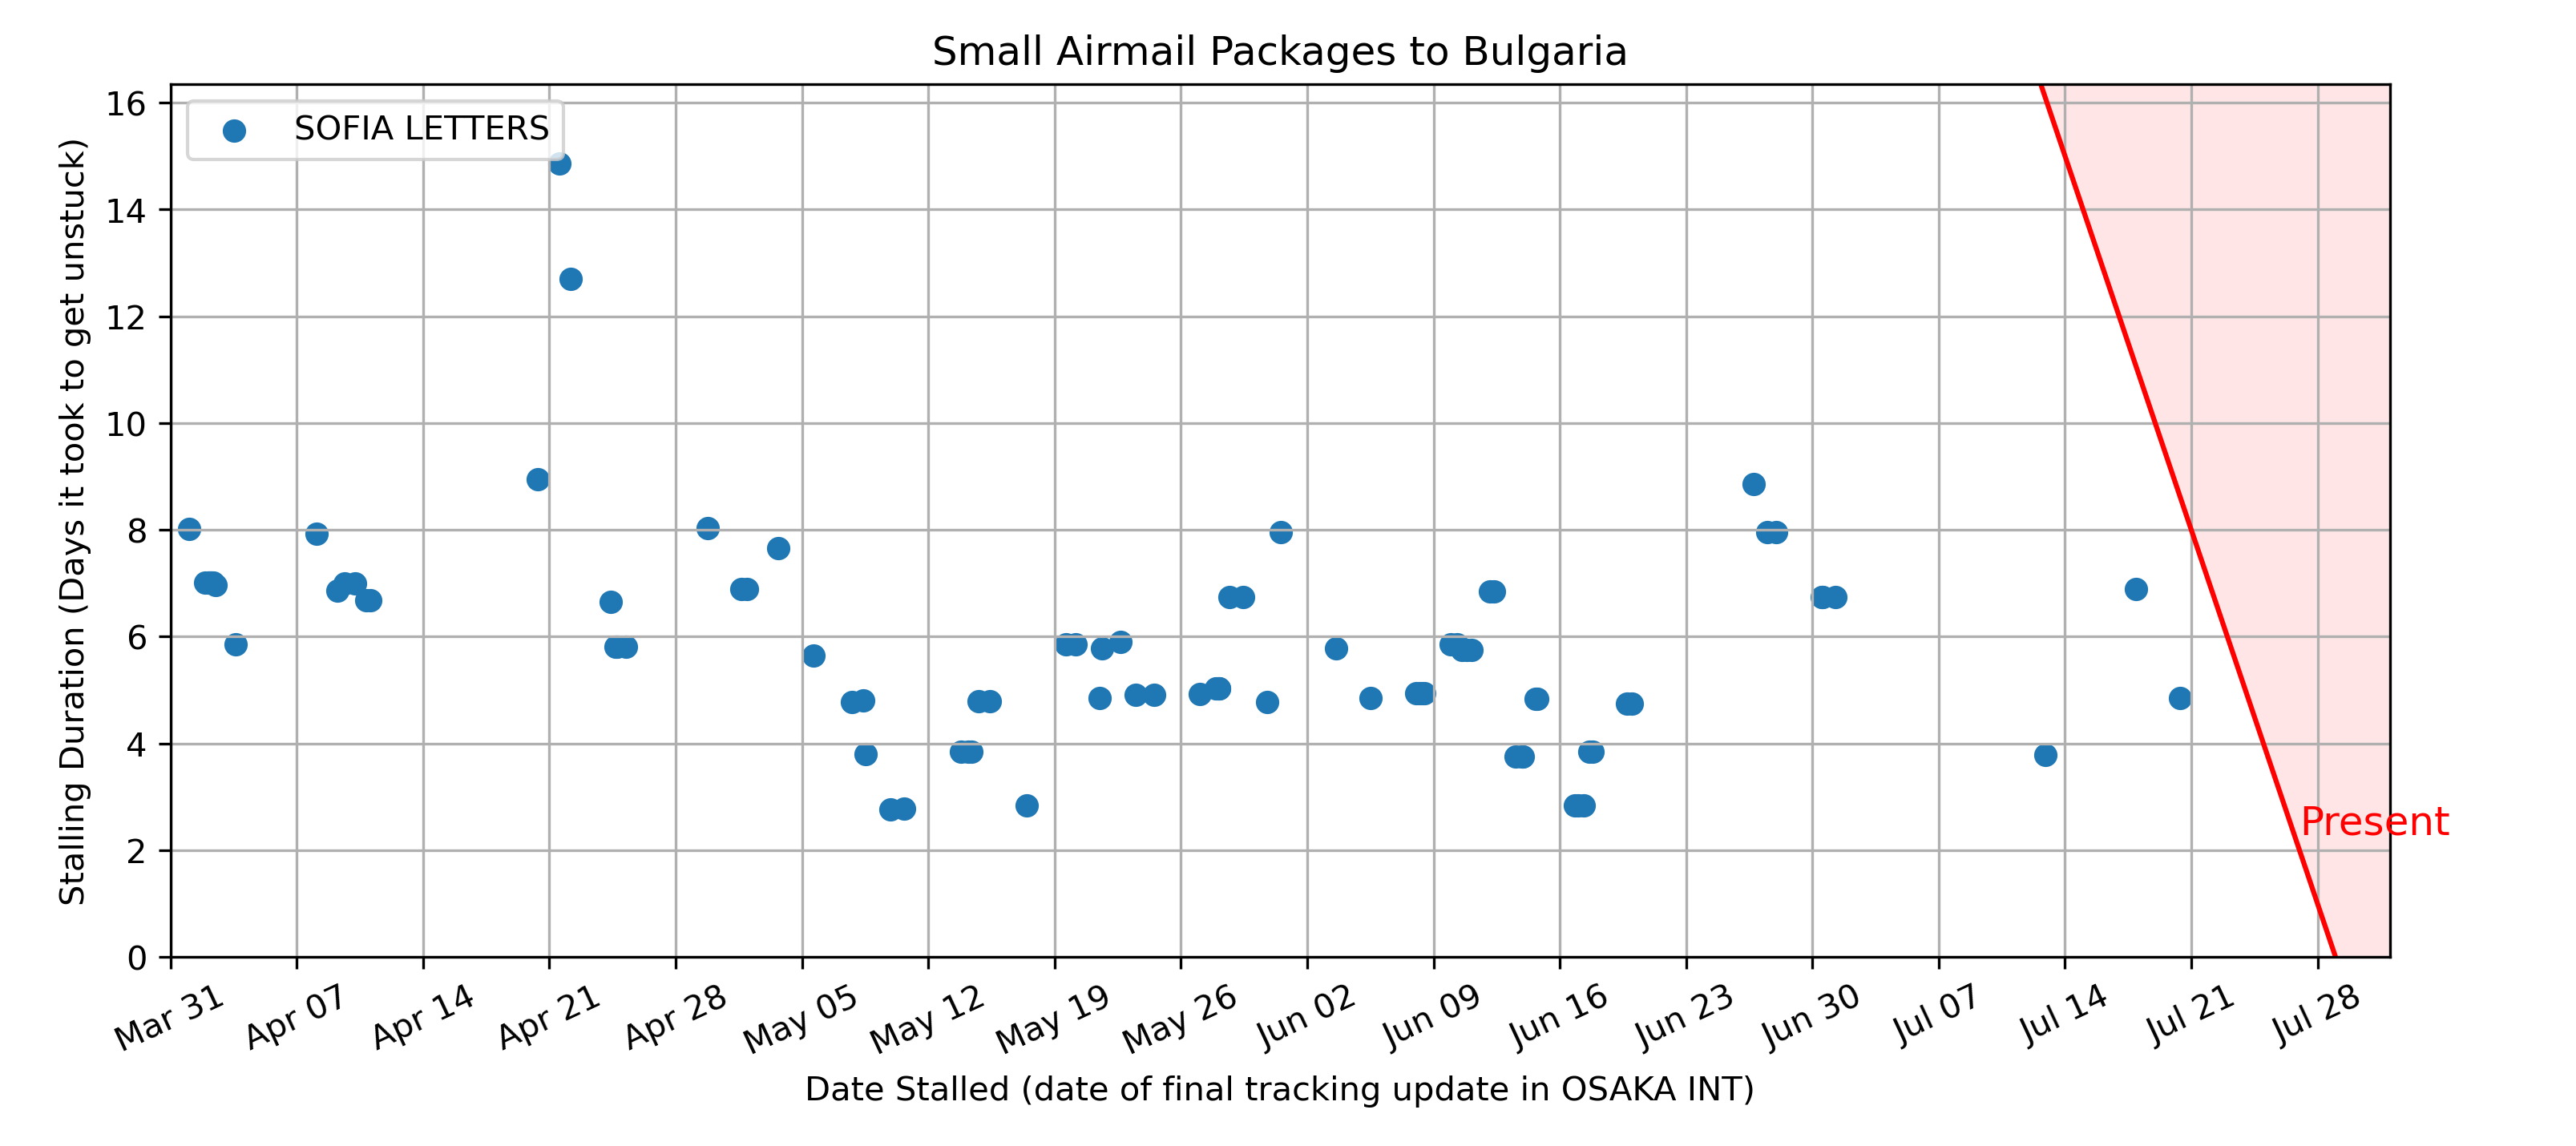 Small Airmail Packages to Bulgaria
SOFIA LETTERS
Stalling Duration (Days it took to get unstuck)
16
14
12
10
8
6
4
2
0
Present
Mar 31
Apr 07
Apr 14
Apr 21
Apr 28
May 05
May 12
May 19
May 26
Jun 02
Jun 09
Jun 16
Jun 23
Jun 30
Jul 07
Jul 14
Jul 21
Jul 28
Date Stalled (date of final tracking update in OSAKA INT)